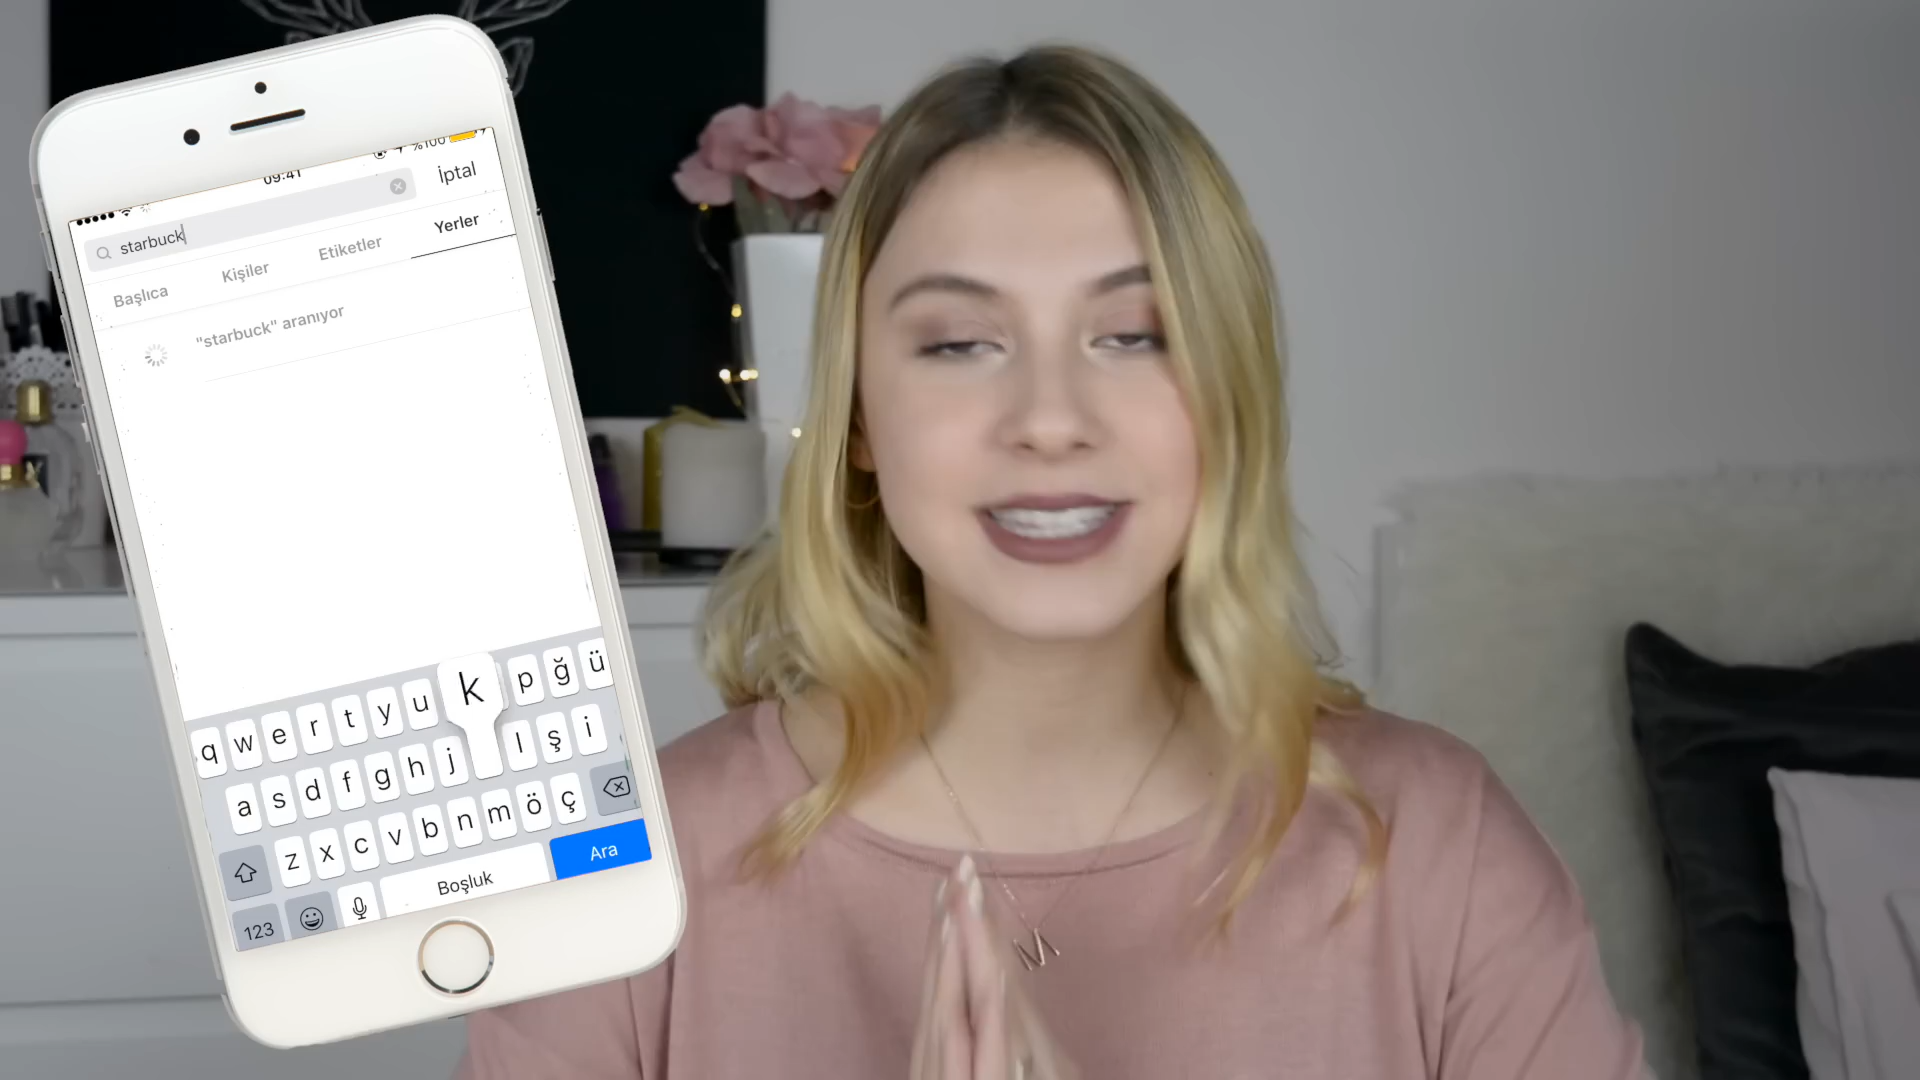 09:41
%100
starbuck
İptal
Başlıca
Kişiler
Etiketler
Yerler
"starbuck" aranıyor
q w e r t y u k p ğ ü
a s d f g h j l ş i
z x c v b n m ö ç
123
Boşluk
Ara
M